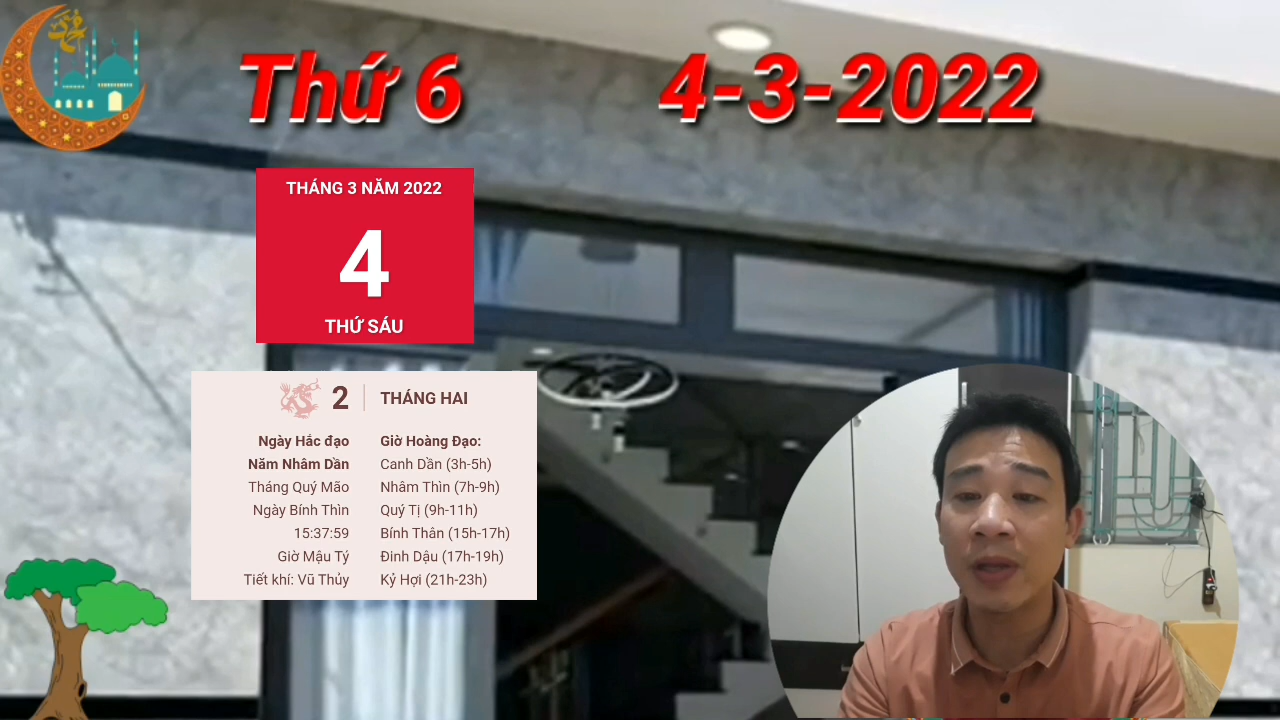 Thứ 6 4-3-2022
THÁNG 3 NĂM 2022
4
THỨ SÁU
2 THÁNG HAI
Ngày Hắc đạo Giờ Hoàng Đạo:
Năm Nhâm Dần Canh Dần (3h-5h)
Tháng Quý Mão Nhâm Thìn (7h-9h)
Ngày Bính Thìn Quý Tị (9h-11h)
15:37:59 Bính Thân (15h-17h)
Giờ Mậu Tý Đinh Dậu (17h-19h)
Tiết khí: Vũ Thủy Kỷ Hợi (21h-23h)